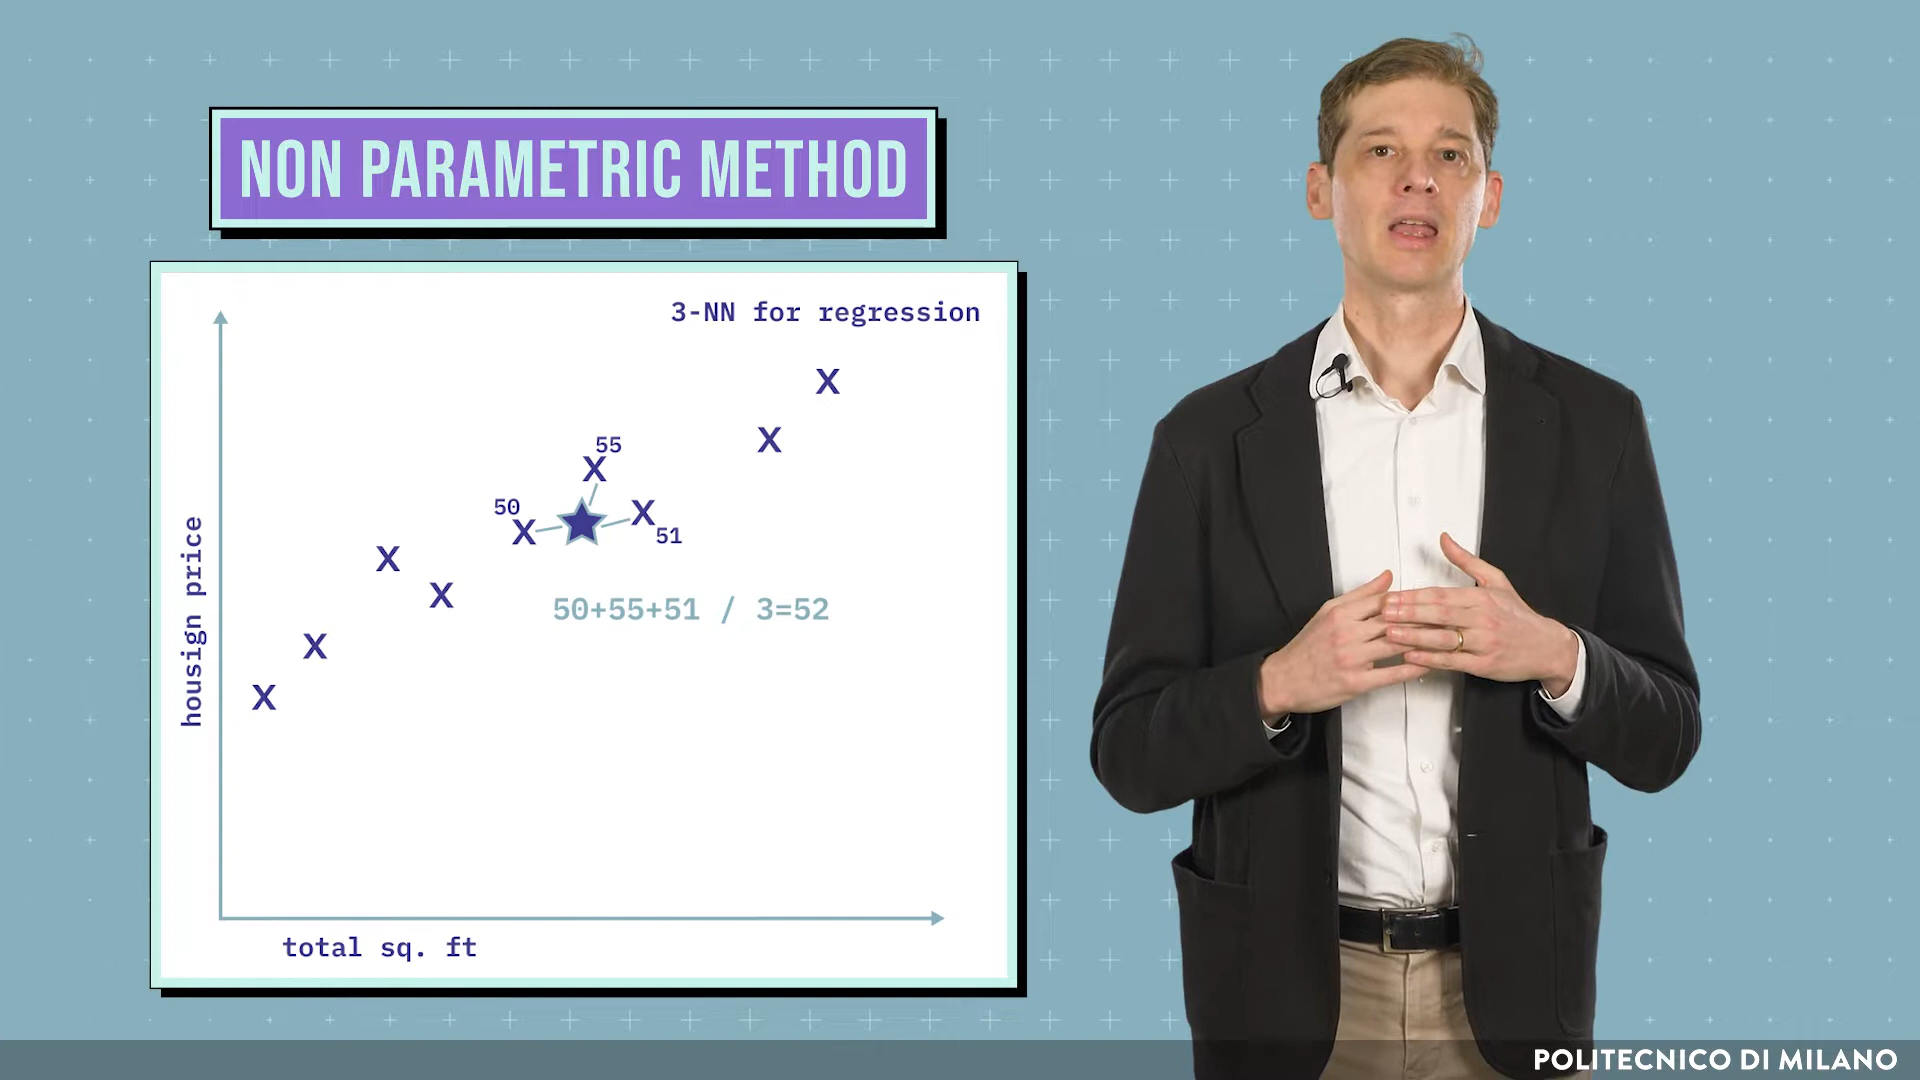 NON PARAMETRIC METHOD
3-NN for regression
X
X
55
X
50
X
X
51
X
X
50+55+51 / 3=52
X
X
housign price
total sq. ft
POLITECNICO DI MILANO